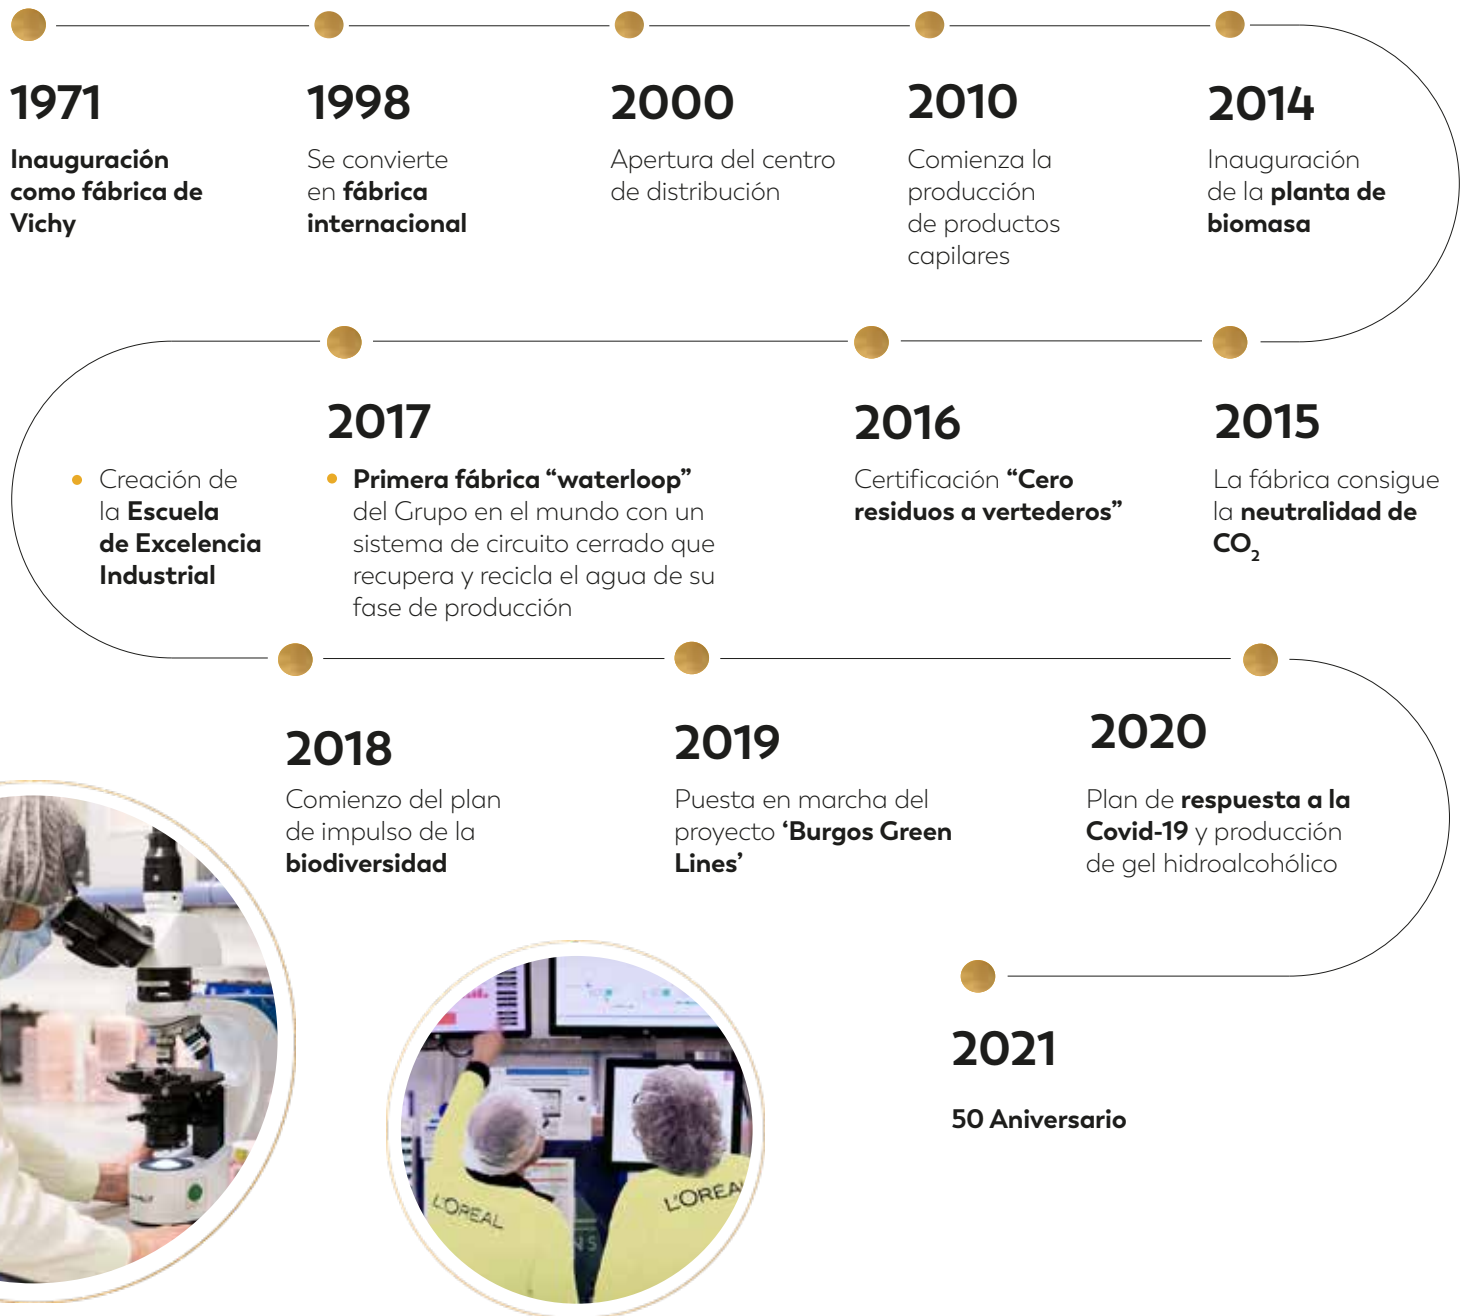 1971
Inauguración
como fábrica de
Vichy
1998
Se convierte
en fábrica
internacional
2000
Apertura del centro
de distribución
2010
Comienza la
producción
de productos
capilares
2014
Inauguración
de la planta de
biomasa
2015
La fábrica consigue
la neutralidad de
CO₂
2016
Certificación “Cero
residuos a vertederos”
2017
• Primera fábrica “waterloop”
del Grupo en el mundo con un
sistema de circuito cerrado que
recupera y recicla el agua de su
fase de producción
• Creación de
la Escuela
de Excelencia
Industrial
2018
Comienzo del plan
de impulso de la
biodiversidad
2019
Puesta en marcha del
proyecto ‘Burgos Green
Lines’
2020
Plan de respuesta a la
Covid-19 y producción
de gel hidroalcohólico
2021
50 Aniversario
L'ORÉAL
L'ORÉA